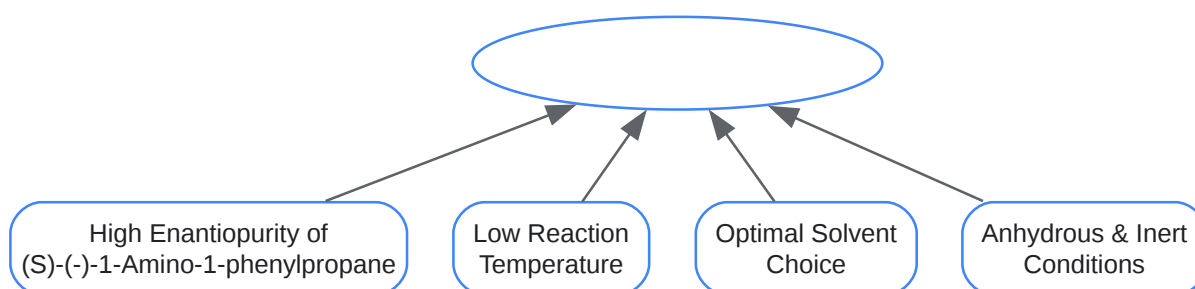 High Enantiopurity of
(S)-(-)-1-Amino-1-phenylpropane
Low Reaction
Temperature
Optimal Solvent
Choice
Anhydrous & Inert
Conditions